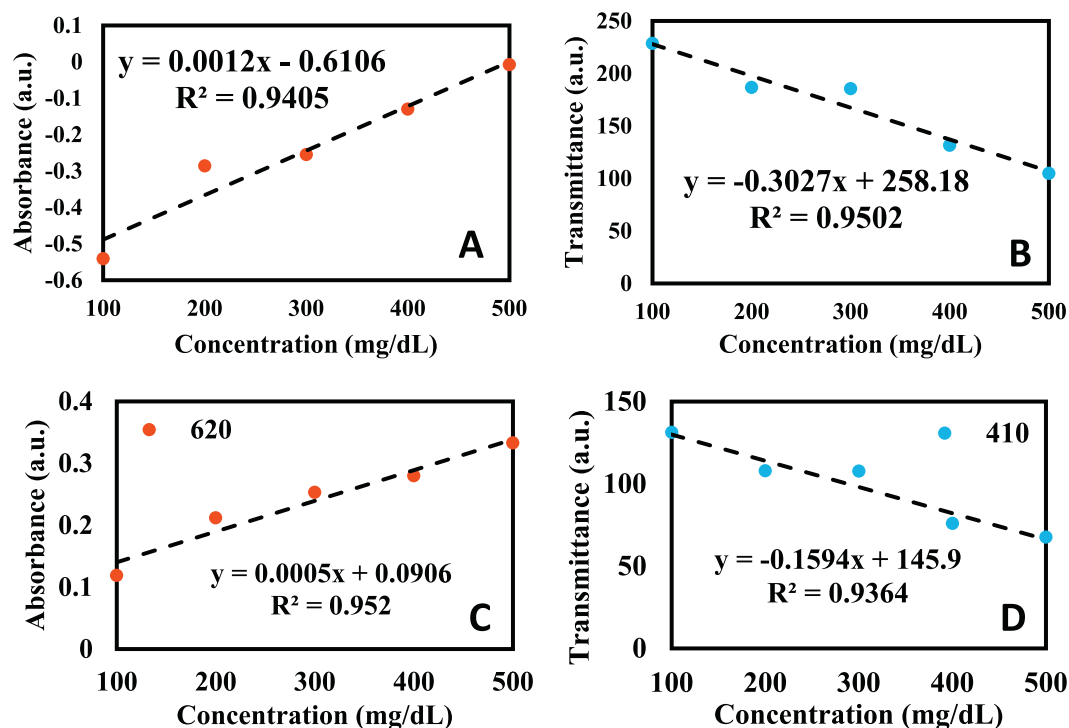 0.1
0
-0.1
-0.2
-0.3
-0.4
-0.5
-0.6
Absorbance (a.u.)
y = 0.0012x - 0.6106
R² = 0.9405
A
100 200 300 400 500
Concentration (mg/dL)
250
200
150
100
50
0
Transmittance (a.u.)
y = -0.3027x + 258.18
R² = 0.9502
B
100 200 300 400 500
Concentration (mg/dL)
0.4
0.3
0.2
0.1
0
Absorbance (a.u.)
620
y = 0.0005x + 0.0906
R² = 0.952
C
100 200 300 400 500
Concentration (mg/dL)
150
100
50
0
Transmittance (a.u.)
410
y = -0.1594x + 145.9
R² = 0.9364
D
100 200 300 400 500
Concentration (mg/dL)